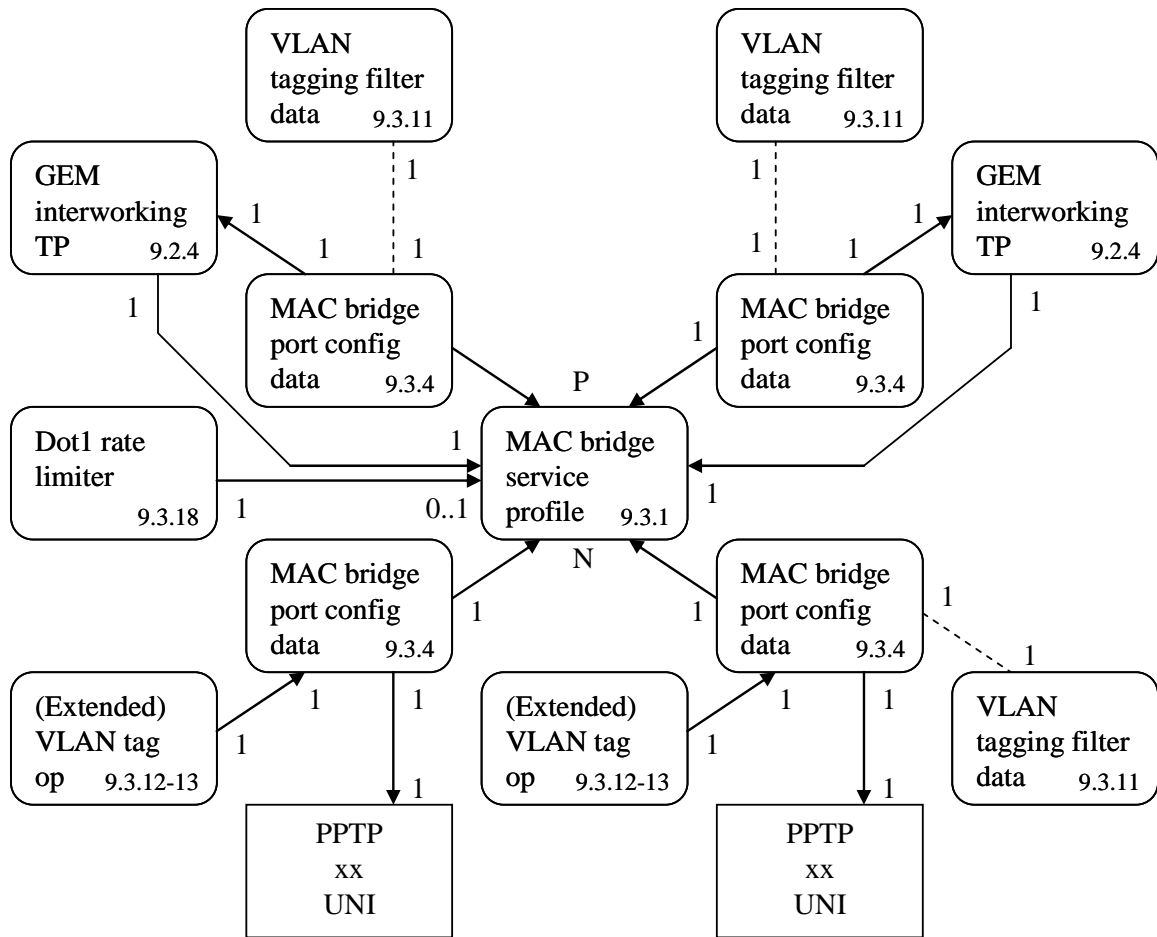 VLAN
tagging filter
data 9.3.11
VLAN
tagging filter
data 9.3.11
GEM
interworking
TP 9.2.4
GEM
interworking
TP 9.2.4
1
1
1
1
1
1
1
1
MAC bridge
port config
data 9.3.4
MAC bridge
port config
data 9.3.4
1
1
1
P
Dot1 rate
limiter
9.3.18
MAC bridge
service
profile 9.3.1
1
1
1
0..1
N
MAC bridge
port config
data 9.3.4
MAC bridge
port config
data 9.3.4
1
1
1
1
(Extended)
VLAN tag
op 9.3.12-13
(Extended)
VLAN tag
op 9.3.12-13
VLAN
tagging filter
data 9.3.11
1
1
1
1
1
1
1
1
PPTP
xx
UNI
PPTP
xx
UNI